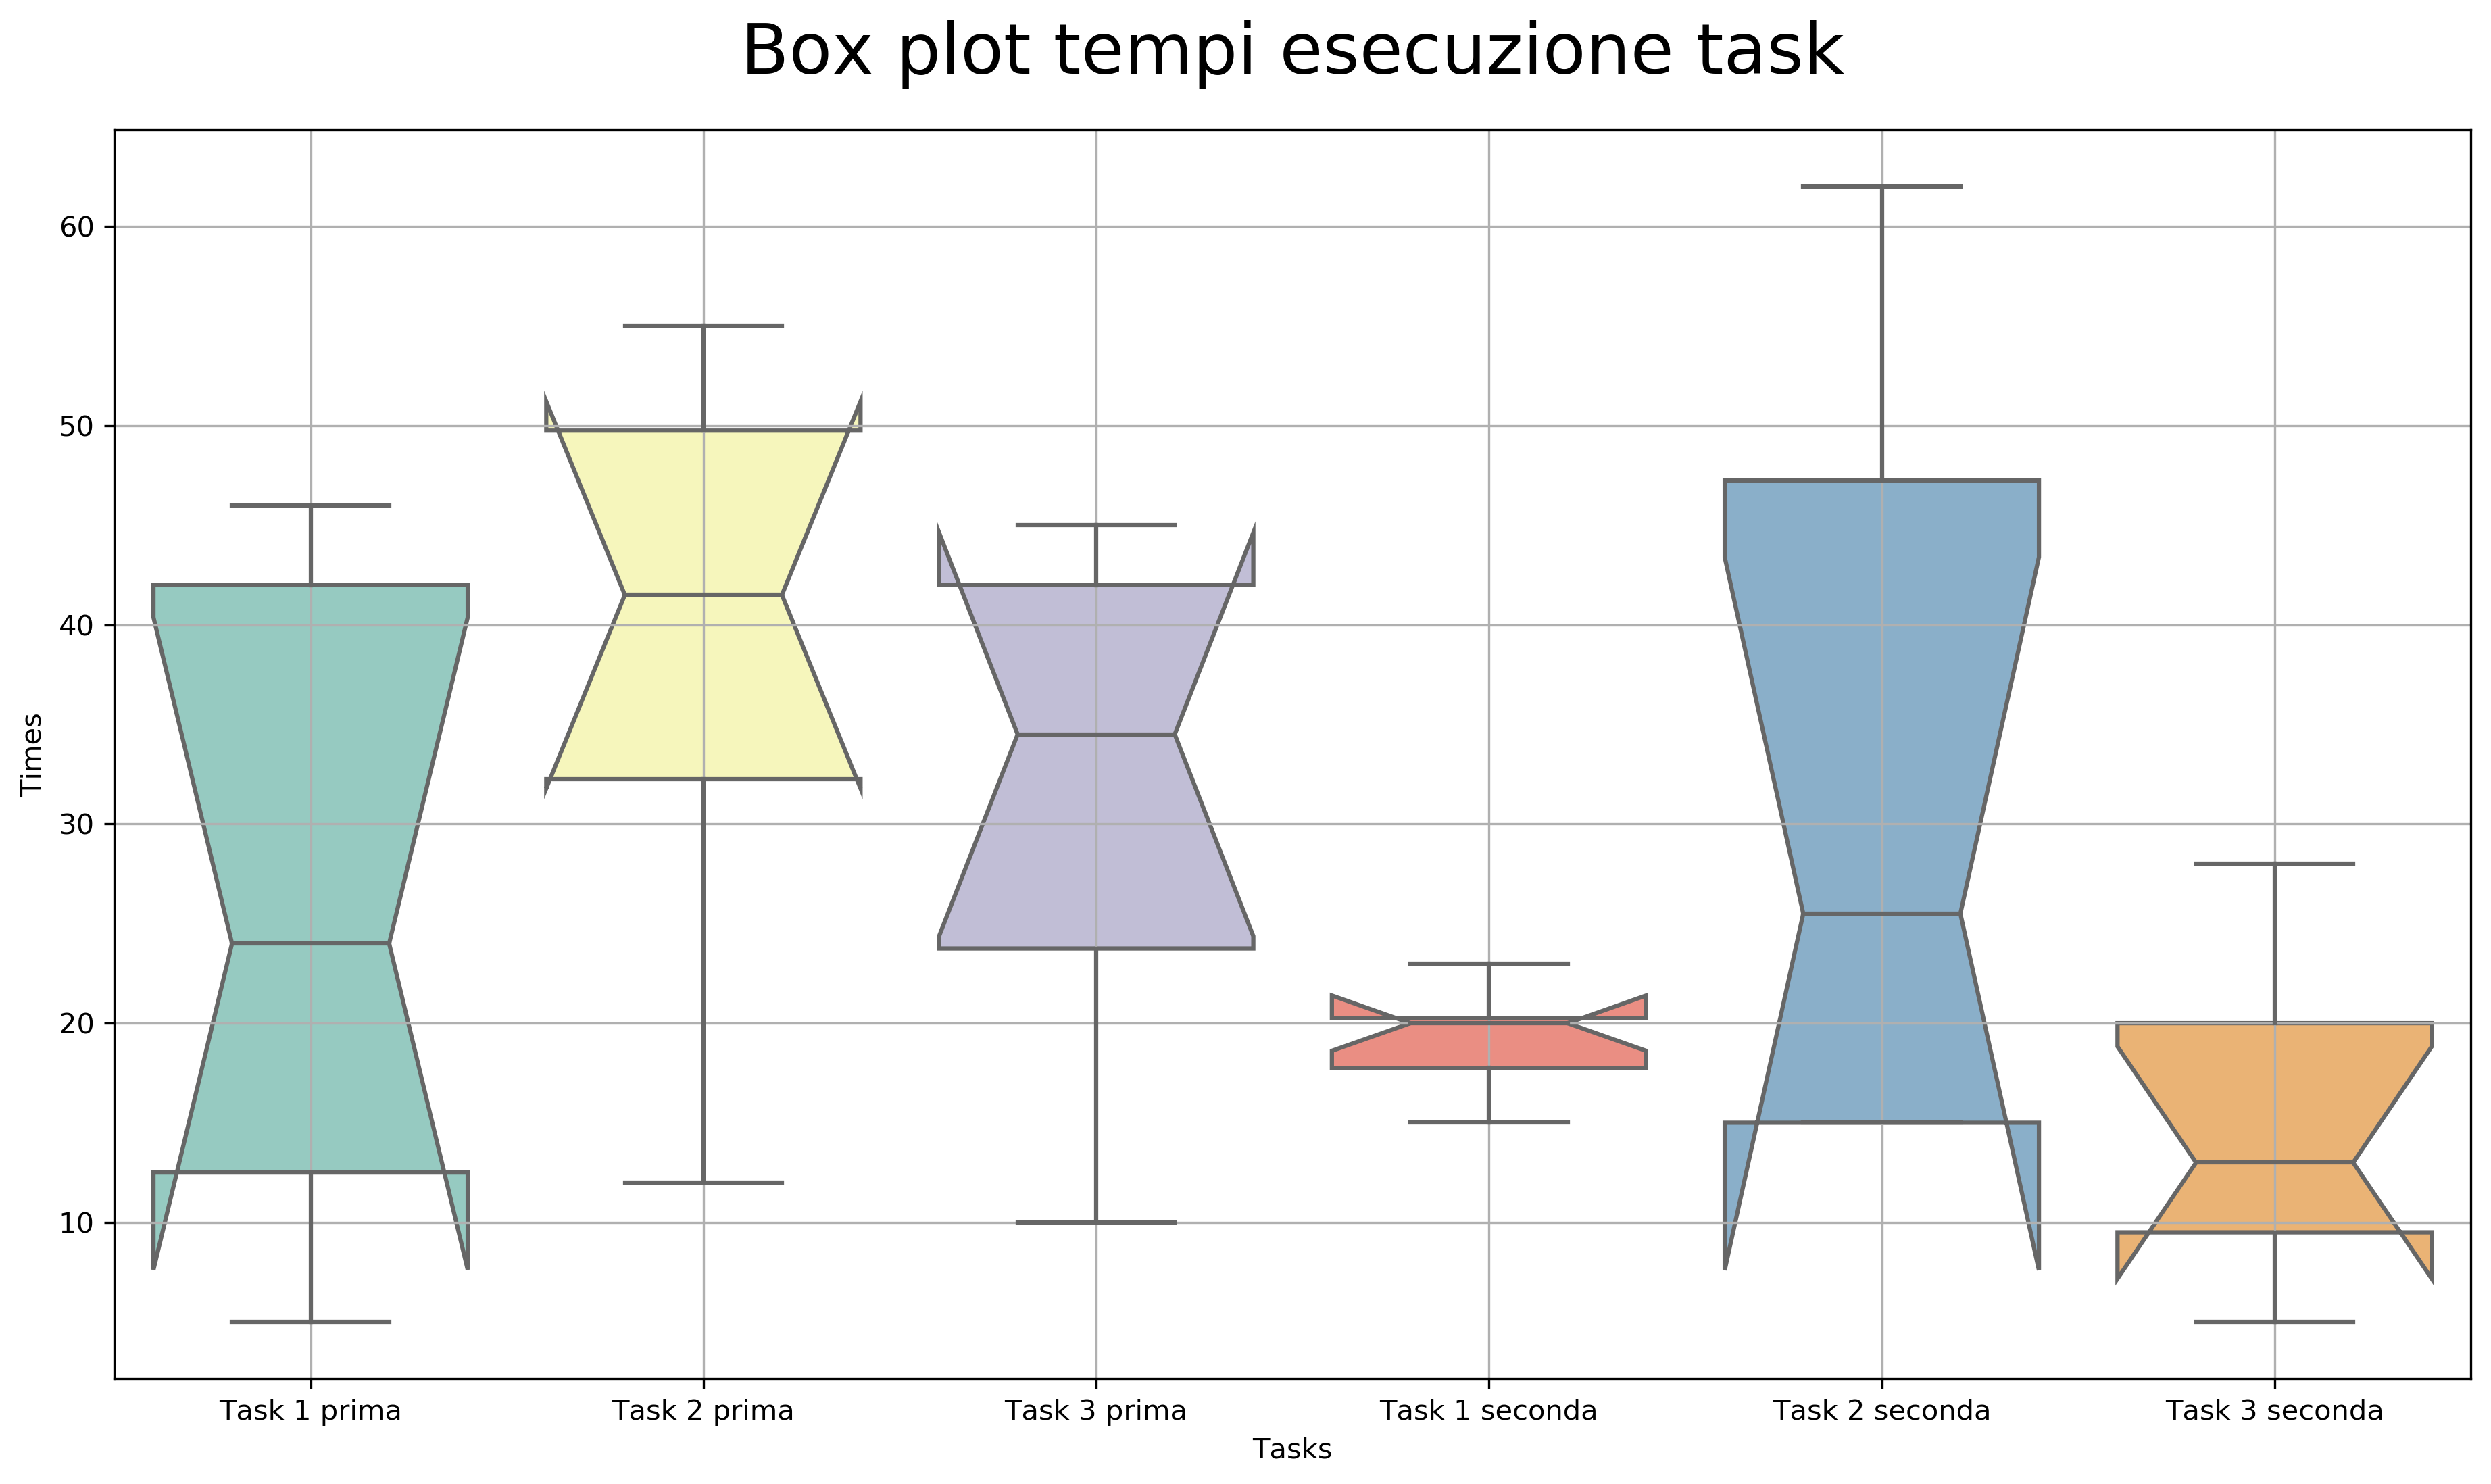 Box plot tempi esecuzione task
Times
60
50
40
30
20
10
Task 1 prima
Task 2 prima
Task 3 prima
Task 1 seconda
Task 2 seconda
Task 3 seconda
Tasks